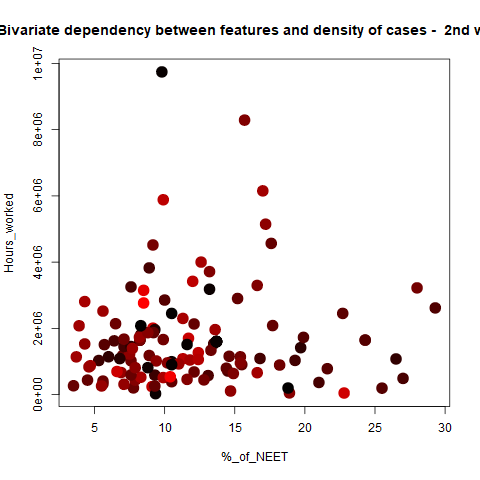 Bivariate dependency between features and density of cases - 2nd w
Hours_worked
1e+07
8e+06
6e+06
4e+06
2e+06
0e+00
5 10 15 20 25 30
%_of_NEET